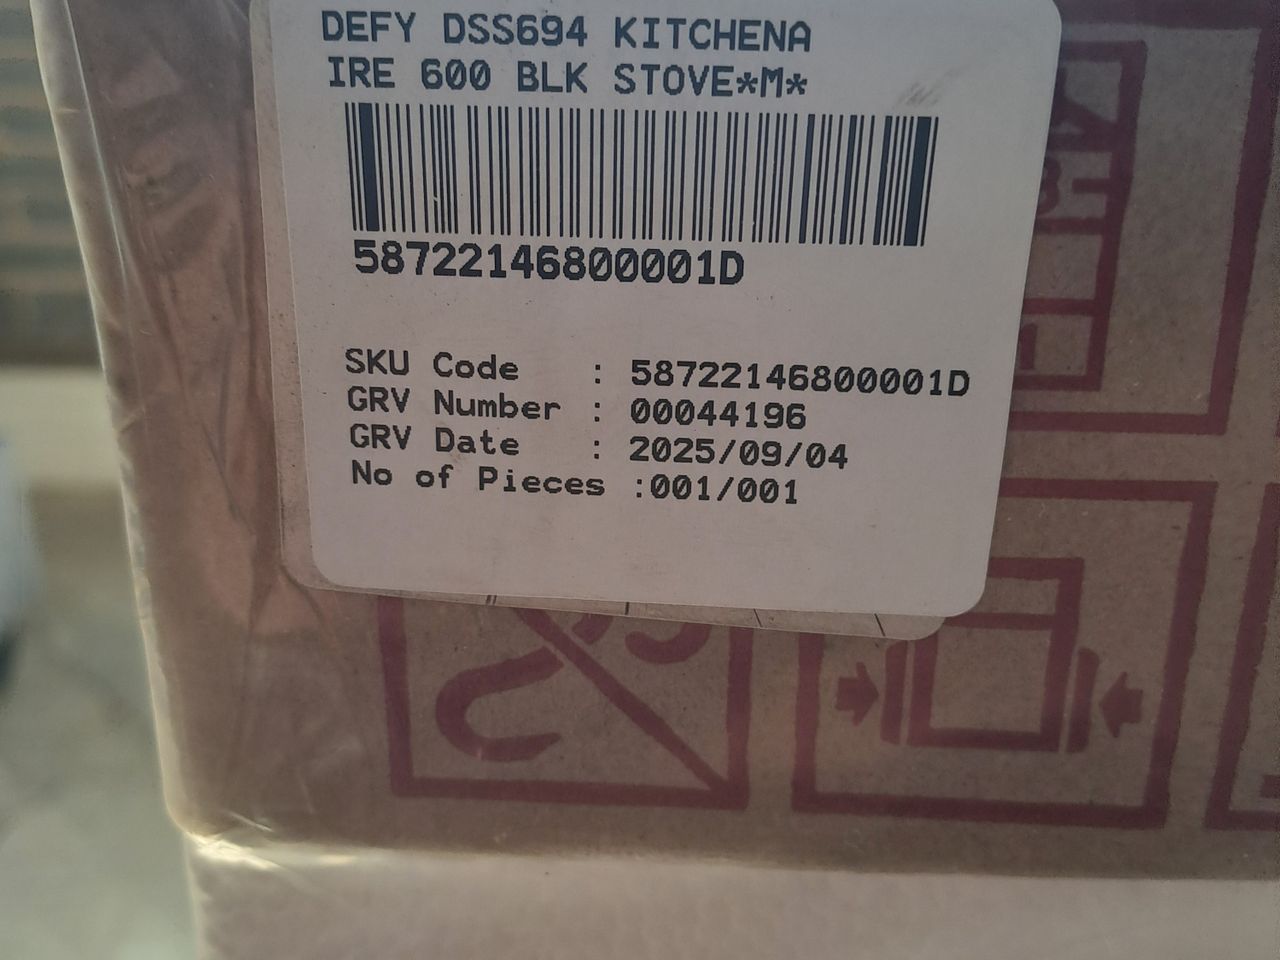 DEFY DSS694 KITCHENA
IRE 600 BLK STOVE*M*
58722146800001D
SKU Code : 58722146800001D
GRV Number : 00044196
GRV Date : 2025/09/04
No of Pieces :001/001